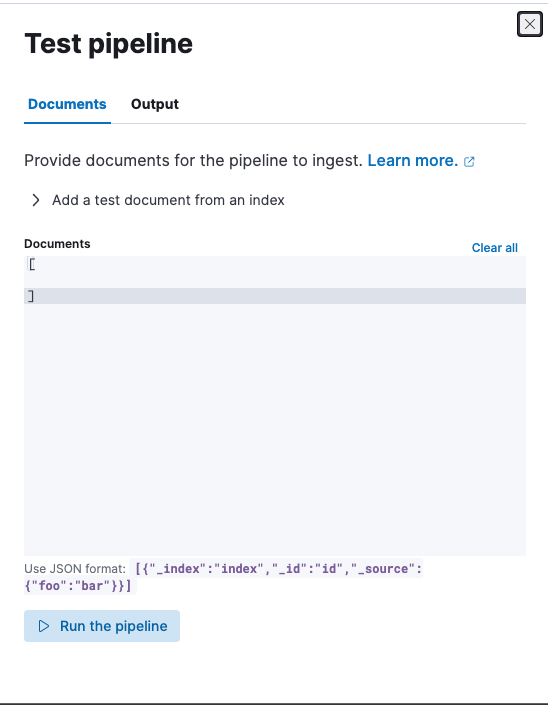 Test pipeline
Documents Output
Provide documents for the pipeline to ingest. Learn more.
Add a test document from an index
Documents
Clear all
[
]
Use JSON format: [{"_index":"index","_id":"id","_source":
{"foo":"bar"}}]
Run the pipeline